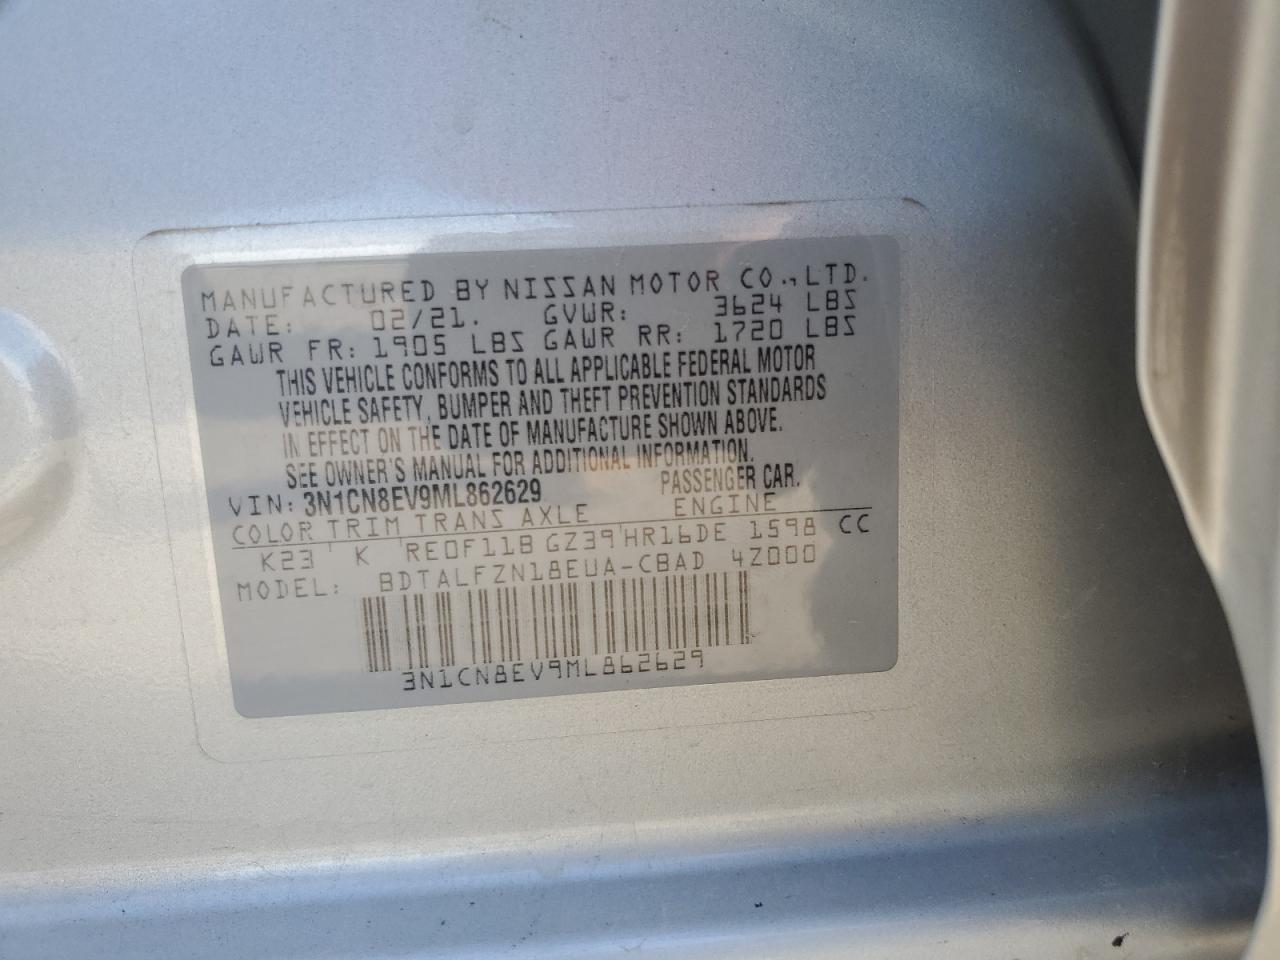 MANUFACTURED BY NISSAN MOTOR CO., LTD.
DATE: 02/21. GVWR: 3624 LBS
GAWR FR: 1905 LBS GAWR RR: 1720 LBS
THIS VEHICLE CONFORMS TO ALL APPLICABLE FEDERAL MOTOR
VEHICLE SAFETY, BUMPER AND THEFT PREVENTION STANDARDS
IN EFFECT ON THE DATE OF MANUFACTURE SHOWN ABOVE.
SEE OWNER'S MANUAL FOR ADDITIONAL INFORMATION.
VIN: 3N1CN8EV9ML862629 PASSENGER CAR.
COLOR TRIM TRANS AXLE ENGINE
K23 K RE0F11B GZ39 HR16DE 1598 CC
MODEL: BDTALFZN18EUA-CBAD 4Z000
3N1CN8EV9ML862629